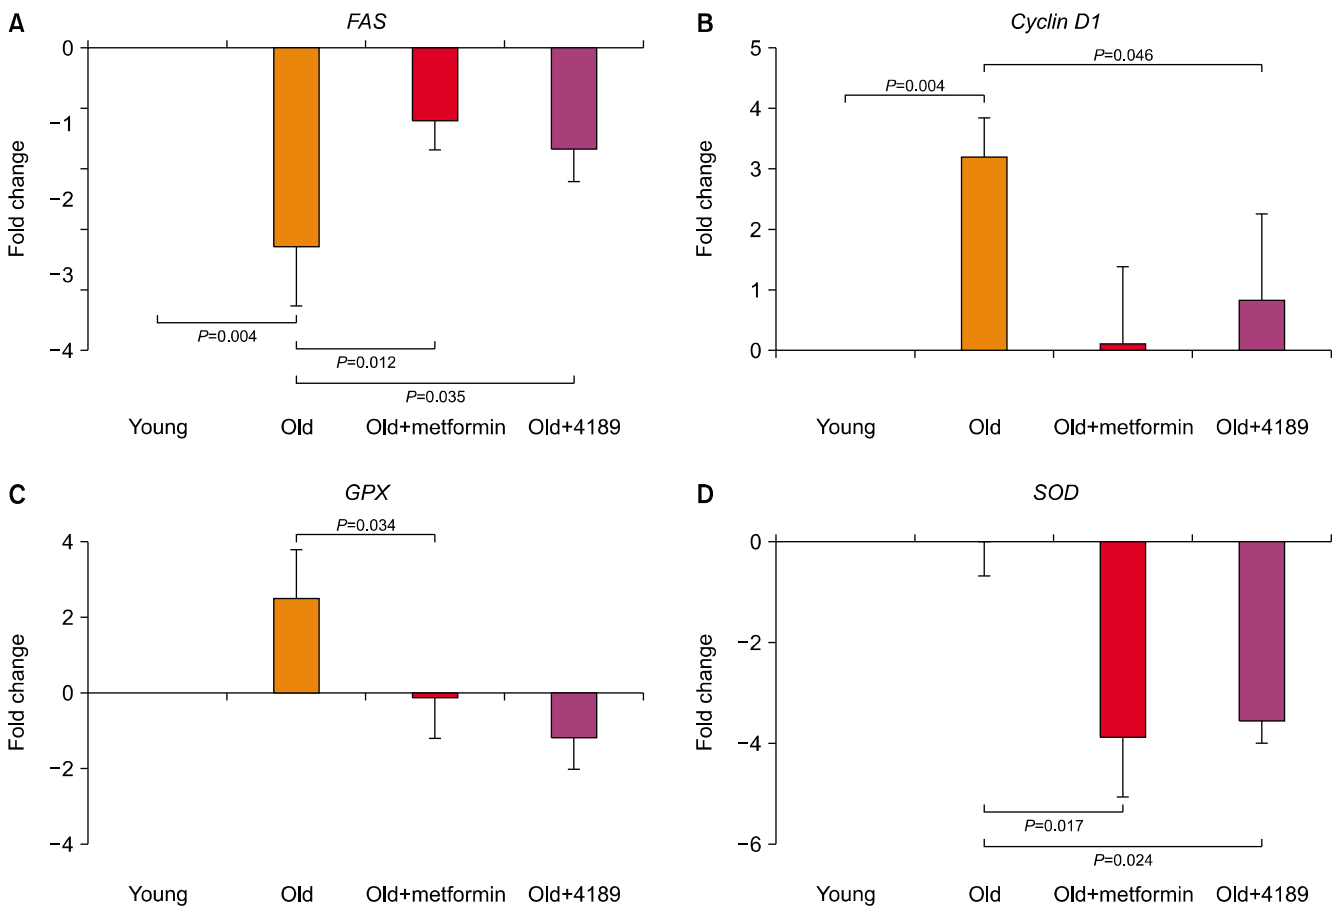 A
FAS
Fold change
0
−1
−2
−3
−4
P=0.004
P=0.012
P=0.035
Young Old Old+metformin Old+4189
B
Cyclin D1
Fold change
5
4
3
2
1
0
P=0.046
P=0.004
Young Old Old+metformin Old+4189
C
GPX
Fold change
4
2
0
−2
−4
P=0.034
Young Old Old+metformin Old+4189
D
SOD
Fold change
0
−2
−4
−6
P=0.017
P=0.024
Young Old Old+metformin Old+4189